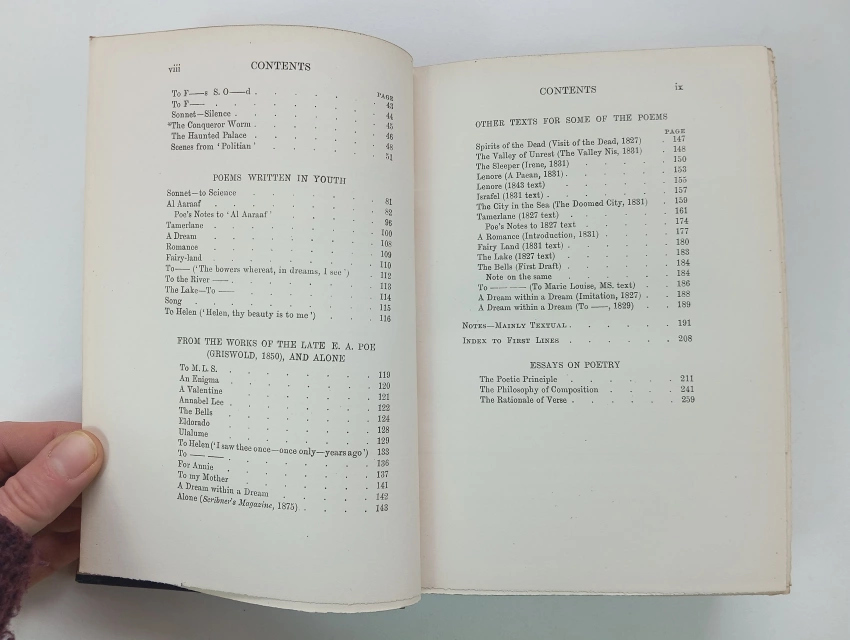 viii CONTENTS
PAGE
To F——s S. O——d . . . . . . 43
To F—— . . . . . . . 44
Sonnet—Silence . . . . . . . 45
*The Conqueror Worm . . . . . . 46
The Haunted Palace . . . . . . 48
Scenes from ‘Politian’ . . . . . . 51
POEMS WRITTEN IN YOUTH
Sonnet—to Science . . . . . . 81
Al Aaraaf . . . . . . . 82
Poe's Notes to ‘Al Aaraaf’ . . . . . 96
Tamerlane . . . . . . . 100
A Dream . . . . . . . 108
Romance . . . . . . . 109
Fairy-land . . . . . . . 110
To—— (‘The bowers whereat, in dreams, I see’) . . 112
To the River —— . . . . . . 113
The Lake—To —— . . . . . . 114
Song . . . . . . . . 115
To Helen (‘Helen, thy beauty is to me’) . . . 116
FROM THE WORKS OF THE LATE E. A. POE
(GRISWOLD, 1850), AND ALONE
To M. L. S. . . . . . . . 119
An Enigma . . . . . . . 120
A Valentine . . . . . . . 121
Annabel Lee . . . . . . . 122
The Bells . . . . . . . 124
Eldorado . . . . . . . 128
Ulalume . . . . . . . 129
To Helen (‘I saw thee once—once only—years ago’) 133
To —— —— . . . . . . . 136
For Annie . . . . . . . 137
To my Mother . . . . . . 141
A Dream within a Dream . . . . . 142
Alone (Scribner's Magazine, 1875) . . . . 143
CONTENTS ix
OTHER TEXTS FOR SOME OF THE POEMS
PAGE
Spirits of the Dead (Visit of the Dead, 1827) . 147
The Valley of Unrest (The Valley Nis, 1831) . 148
The Sleeper (Irene, 1831) . . . . . 150
Lenore (A Paean, 1831) . . . . . 153
Lenore (1843 text) . . . . . . 155
Israfel (1831 text) . . . . . . 157
The City in the Sea (The Doomed City, 1831) . 159
Tamerlane (1827 text) . . . . . 161
Poe's Notes to 1827 text . . . . . 174
A Romance (Introduction, 1831) . . . . 177
Fairy Land (1831 text) . . . . . 180
The Lake (1827 text) . . . . . 183
The Bells (First Draft) . . . . . 184
Note on the same . . . . . 184
To —— —— —— (To Marie Louise, MS. text) . 186
A Dream within a Dream (Imitation, 1827) . . 188
A Dream within a Dream (To ——, 1829) . . 189
NOTES—MAINLY TEXTUAL . . . . . . 191
INDEX TO FIRST LINES . . . . . . 208
ESSAYS ON POETRY
The Poetic Principle . . . . . . 211
The Philosophy of Composition . . . . 241
The Rationale of Verse . . . . . . 259